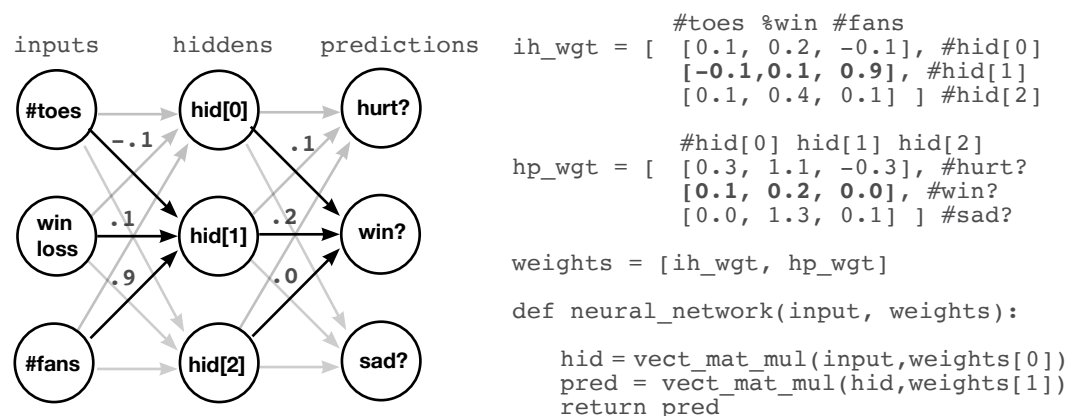 inputs hiddens predictions
#toes hid[0] hurt?
-.1 .1
win
loss
.1 hid[1] .2 win?
.9 .0
#fans hid[2] sad?
#toes %win #fans
ih_wgt = [ [0.1, 0.2, -0.1], #hid[0]
[-0.1,0.1, 0.9], #hid[1]
[0.1, 0.4, 0.1] ] #hid[2]
#hid[0] hid[1] hid[2]
hp_wgt = [ [0.3, 1.1, -0.3], #hurt?
[0.1, 0.2, 0.0], #win?
[0.0, 1.3, 0.1] ] #sad?
weights = [ih_wgt, hp_wgt]
def neural_network(input, weights):
hid = vect_mat_mul(input,weights[0])
pred = vect_mat_mul(hid,weights[1])
return pred